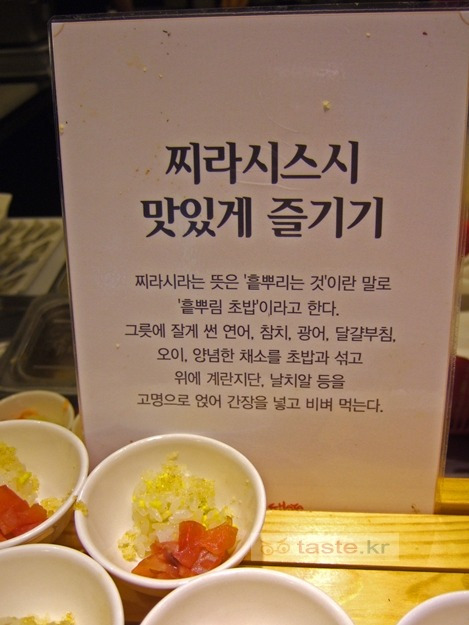 찌라시스시
맛있게 즐기기
찌라시라는 뜻은 '흩뿌리는 것'이란 말로
'흩뿌림 초밥'이라고 한다.
그릇에 잘게 썬 연어, 참치, 광어, 달걀부침,
오이, 양념한 채소를 초밥과 섞고
위에 계란지단, 날치알 등을
고명으로 얹어 간장을 넣고 비벼 먹는다.
taste.kr